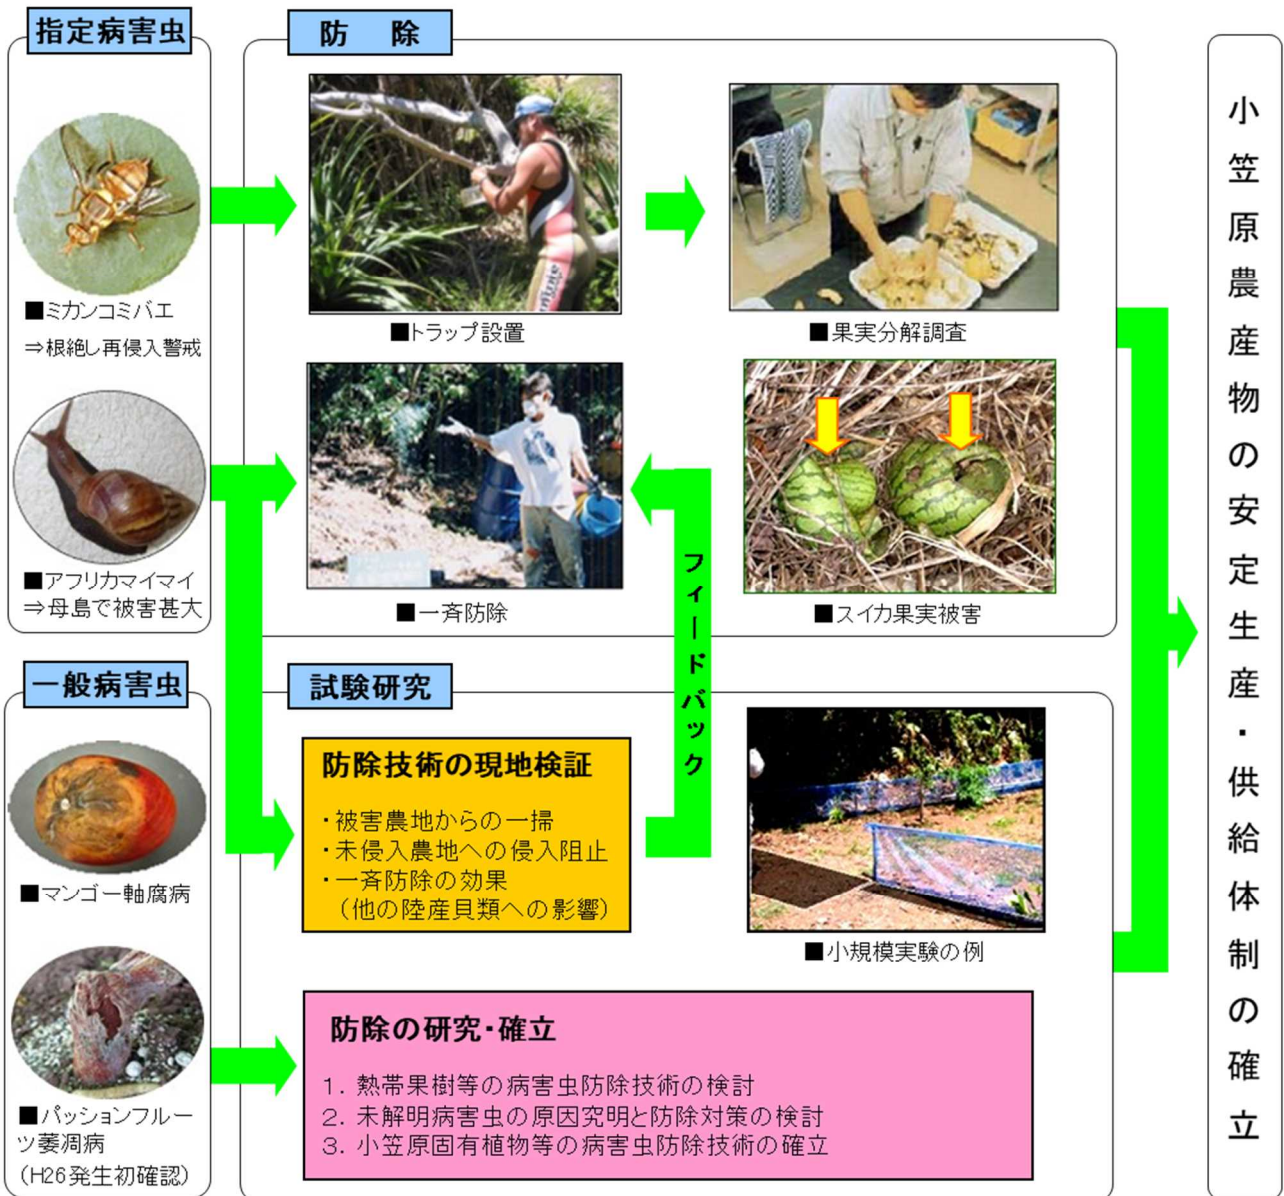 指定病害虫
■ミカンコミバエ
⇒根絶し再侵入警戒
■アフリカマイマイ
⇒母島で被害甚大
防 除
■トラップ設置
■果実分解調査
■一斉防除
■スイカ果実被害
フィードバック
一般病害虫
■マンゴー軸腐病
■パッションフルー
ツ萎凋病
(H26発生初確認)
試験研究
防除技術の現地検証
・被害農地からの一掃
・未侵入農地への侵入阻止
・一斉防除の効果
(他の陸産貝類への影響)
■小規模実験の例
防除の研究・確立
1. 熱帯果樹等の病害虫防除技術の検討
2. 未解明病害虫の原因究明と防除対策の検討
3. 小笠原固有植物等の病害虫防除技術の確立
小笠原農産物の安定生産・供給体制の確立